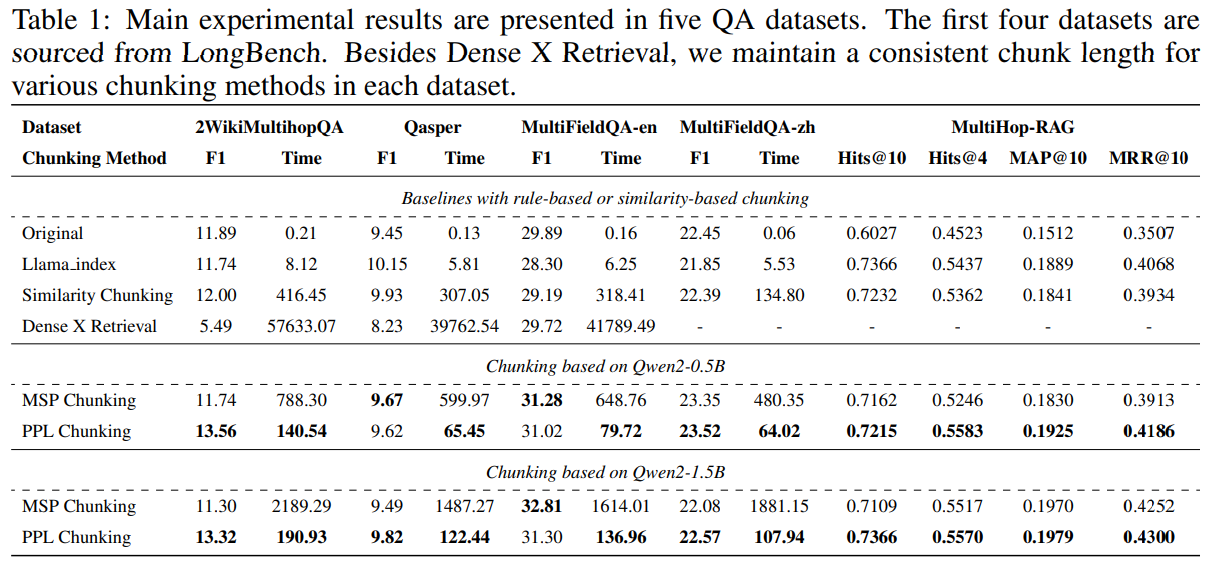 Table 1: Main experimental results are presented in five QA datasets. The first four datasets are
sourced from LongBench. Besides Dense X Retrieval, we maintain a consistent chunk length for
various chunking methods in each dataset.
Dataset 2WikiMultihopQA Qasper MultiFieldQA-en MultiFieldQA-zh MultiHop-RAG
Chunking Method F1 Time F1 Time F1 Time F1 Time Hits@10 Hits@4 MAP@10 MRR@10
Baselines with rule-based or similarity-based chunking
Original 11.89 0.21 9.45 0.13 29.89 0.16 22.45 0.06 0.6027 0.4523 0.1512 0.3507
Llama_index 11.74 8.12 10.15 5.81 28.30 6.25 21.85 5.53 0.7366 0.5437 0.1889 0.4068
Similarity Chunking 12.00 416.45 9.93 307.05 29.19 318.41 22.39 134.80 0.7232 0.5362 0.1841 0.3934
Dense X Retrieval 5.49 57633.07 8.23 39762.54 29.72 41789.49 - - - - - -
Chunking based on Qwen2-0.5B
MSP Chunking 11.74 788.30 9.67 599.97 31.28 648.76 23.35 480.35 0.7162 0.5246 0.1830 0.3913
PPL Chunking 13.56 140.54 9.62 65.45 31.02 79.72 23.52 64.02 0.7215 0.5583 0.1925 0.4186
Chunking based on Qwen2-1.5B
MSP Chunking 11.30 2189.29 9.49 1487.27 32.81 1614.01 22.08 1881.15 0.7109 0.5517 0.1970 0.4252
PPL Chunking 13.32 190.93 9.82 122.44 31.30 136.96 22.57 107.94 0.7366 0.5570 0.1979 0.4300